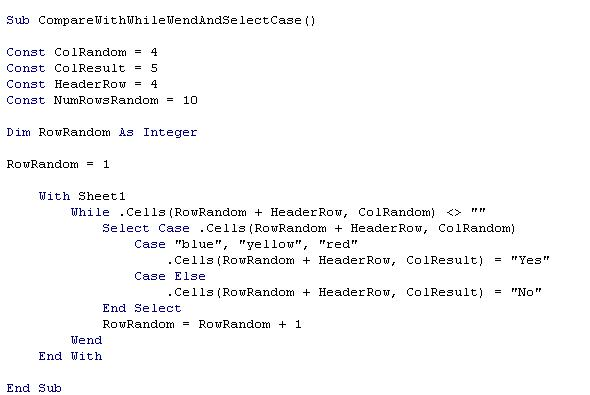 Sub CompareWithWhileWendAndSelectCase()
Const ColRandom = 4
Const ColResult = 5
Const HeaderRow = 4
Const NumRowsRandom = 10
Dim RowRandom As Integer
RowRandom = 1
With Sheet1
While .Cells(RowRandom + HeaderRow, ColRandom) <> ""
Select Case .Cells(RowRandom + HeaderRow, ColRandom)
Case "blue", "yellow", "red"
.Cells(RowRandom + HeaderRow, ColResult) = "Yes"
Case Else
.Cells(RowRandom + HeaderRow, ColResult) = "No"
End Select
RowRandom = RowRandom + 1
Wend
End With
End Sub